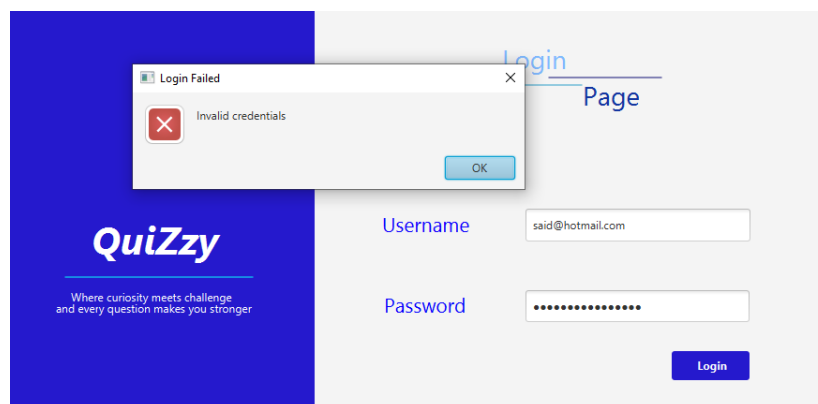 Login
Page
Login Failed
Invalid credentials
OK
QuiZzy
Where curiosity meets challenge
and every question makes you stronger
Username
said@hotmail.com
Password
••••••••••••••••
Login